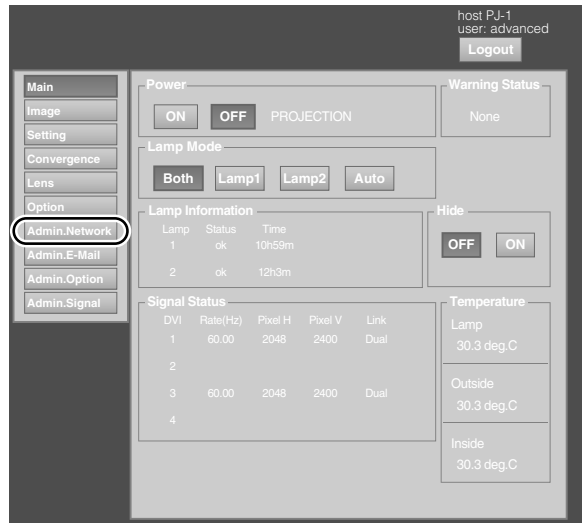 host PJ-1
user: advanced
Logout
Main
Image
Setting
Convergence
Lens
Option
Admin.Network
Admin.E-Mail
Admin.Option
Admin.Signal
Power
ON OFF PROJECTION
Warning Status
None
Lamp Mode
Both Lamp1 Lamp2 Auto
Lamp Information
Lamp Status Time
1 ok 10h59m
2 ok 12h3m
Hide
OFF ON
Signal Status
DVI Rate(Hz) Pixel H Pixel V Link
1 60.00 2048 2400 Dual
2
3 60.00 2048 2400 Dual
4
Temperature
Lamp
30.3 deg.C
Outside
30.3 deg.C
Inside
30.3 deg.C